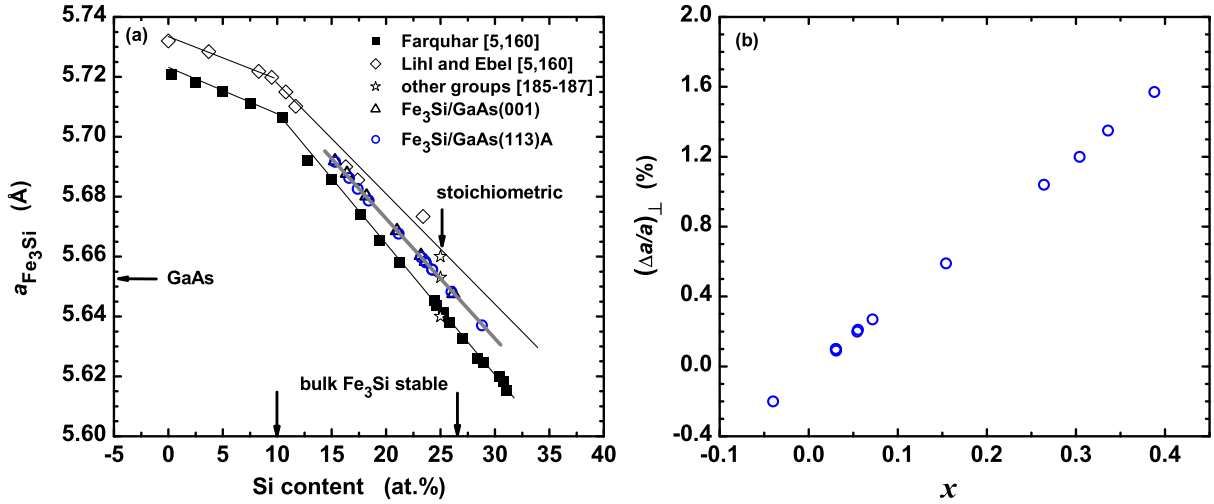 (a)
Farquhar [5,160]
Lihl and Ebel [5,160]
other groups [185-187]
Fe₃Si/GaAs(001)
Fe₃Si/GaAs(113)A
stoichiometric
GaAs
bulk Fe₃Si stable
5.74
5.72
5.70
5.68
5.66
5.64
5.62
5.60
a_Fe₃Si (Å)
-5 0 5 10 15 20 25 30 35 40
Si content (at.%)
(b)
2.0
1.6
1.2
0.8
0.4
0.0
-0.4
(Δa/a)⊥ (%)
-0.1 0.0 0.1 0.2 0.3 0.4
x